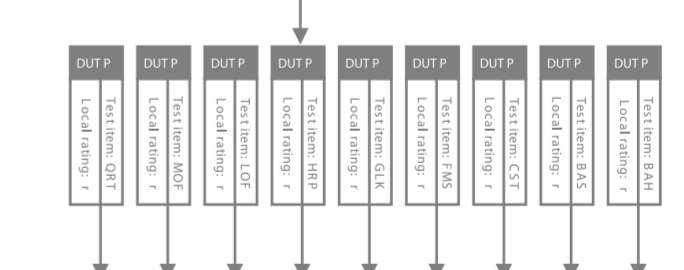 DUT P
DUT P
DUT P
DUT P
DUT P
DUT P
DUT P
DUT P
DUT P
Test item: QRT
Local rating: r
Test item: MOF
Local rating: r
Test item: LOF
Local rating: r
Test item: HRP
Local rating: r
Test item: GLK
Local rating: r
Test item: FMS
Local rating: r
Test item: CST
Local rating: r
Test item: BAS
Local rating: r
Test item: BAH
Local rating: r